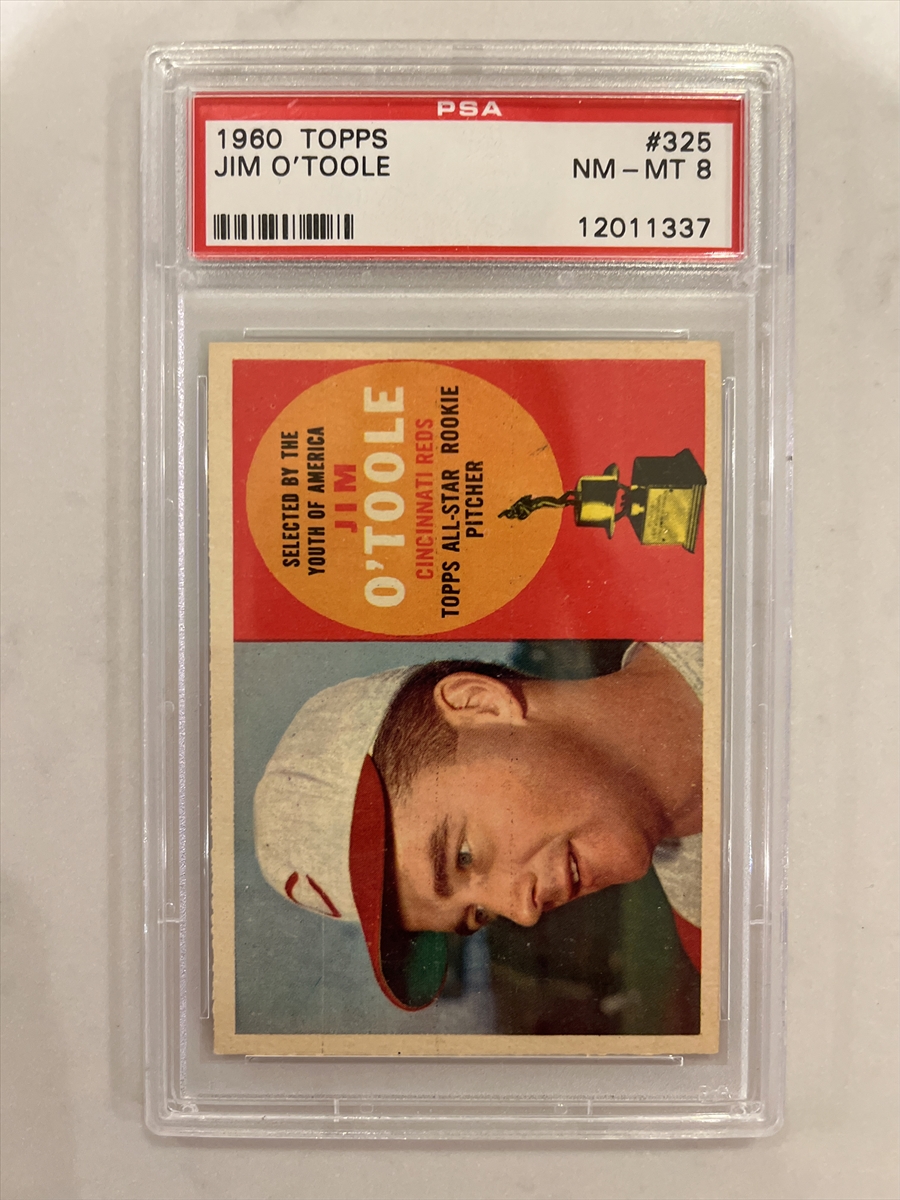 PSA
1960 TOPPS #325
JIM O'TOOLE NM-MT 8
12011337
SELECTED BY THE
YOUTH OF AMERICA
JIM
O'TOOLE
CINCINNATI REDS
TOPPS ALL-STAR ROOKIE
PITCHER
C